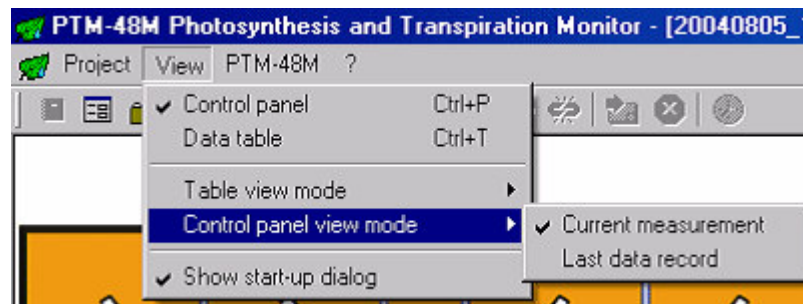 PTM-48M Photosynthesis and Transpiration Monitor - [20040805_
Project View PTM-48M ?
Control panel Ctrl+P
Data table Ctrl+T
Table view mode
Control panel view mode
Current measurement
Last data record
Show start-up dialog